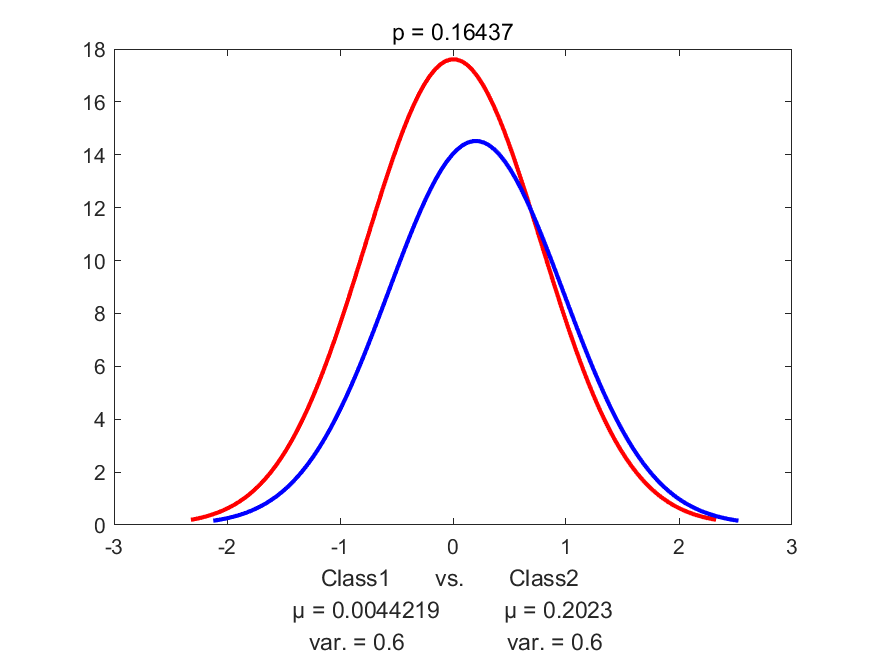 p = 0.16437
18
16
14
12
10
8
6
4
2
0
-3 -2 -1 0 1 2 3
Class1 vs. Class2
μ = 0.0044219 μ = 0.2023
var. = 0.6 var. = 0.6